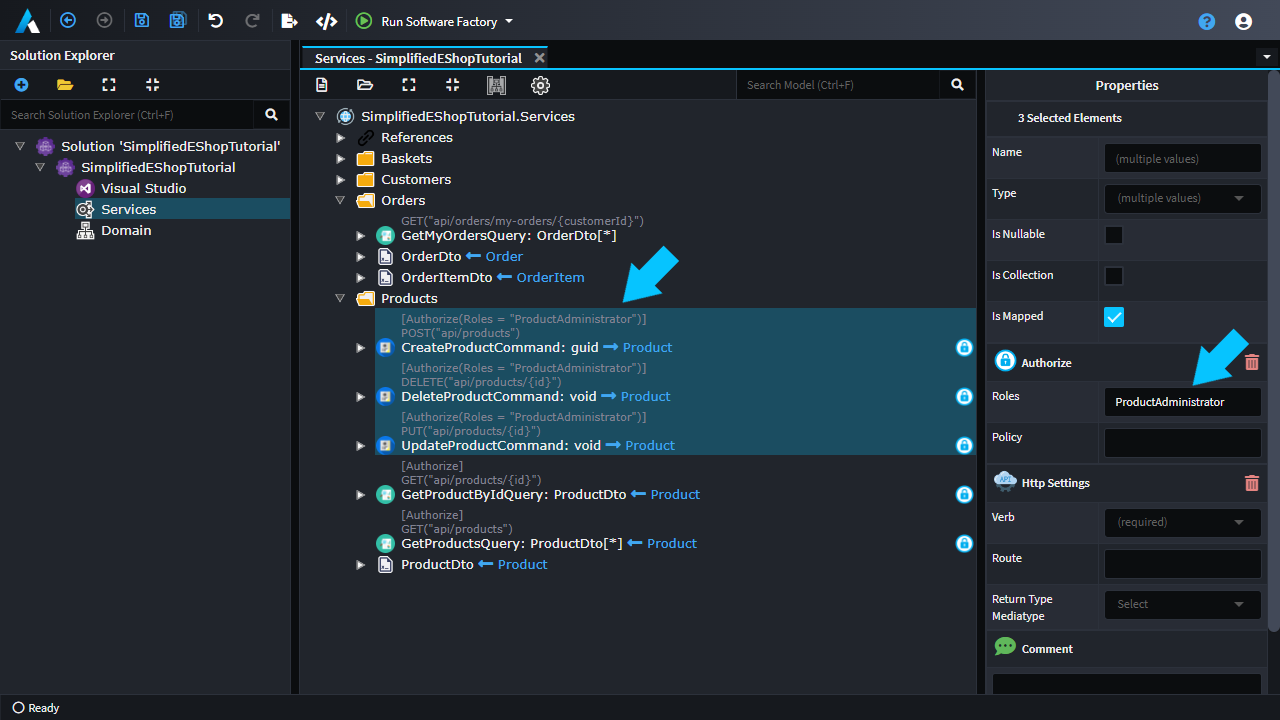 Run Software Factory
Solution Explorer
Search Solution Explorer (Ctrl+F)
Solution 'SimplifiedEShopTutorial'
SimplifiedEShopTutorial
Visual Studio
Services
Domain
Services - SimplifiedEShopTutorial
Search Model (Ctrl+F)
SimplifiedEShopTutorial.Services
References
Baskets
Customers
Orders
GET("api/orders/my-orders/{customerId}")
GetMyOrdersQuery: OrderDto[*]
OrderDto ← Order
OrderItemDto ← OrderItem
Products
[Authorize(Roles = "ProductAdministrator")]
POST("api/products")
CreateProductCommand: guid → Product
[Authorize(Roles = "ProductAdministrator")]
DELETE("api/products/{id}")
DeleteProductCommand: void → Product
[Authorize(Roles = "ProductAdministrator")]
PUT("api/products/{id}")
UpdateProductCommand: void → Product
[Authorize]
GET("api/products/{id}")
GetProductByIdQuery: ProductDto ← Product
[Authorize]
GET("api/products")
GetProductsQuery: ProductDto[*] ← Product
ProductDto ← Product
Properties
3 Selected Elements
Name (multiple values)
Type (multiple values)
Is Nullable
Is Collection
Is Mapped
Authorize
Roles ProductAdministrator
Policy
API Http Settings
Verb (required)
Route
Return Type
Mediatype Select
Comment
Ready